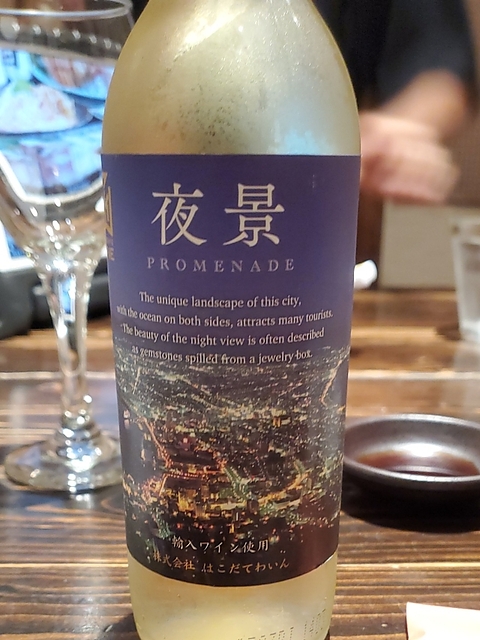 夜景
PROMENADE
The unique landscape of this city,
with the ocean on both sides, attracts many tourists.
The beauty of the night view is often described
as gemstones spilled from a jewelry box.
輸入ワイン使用
株式会社 はこだてわいん